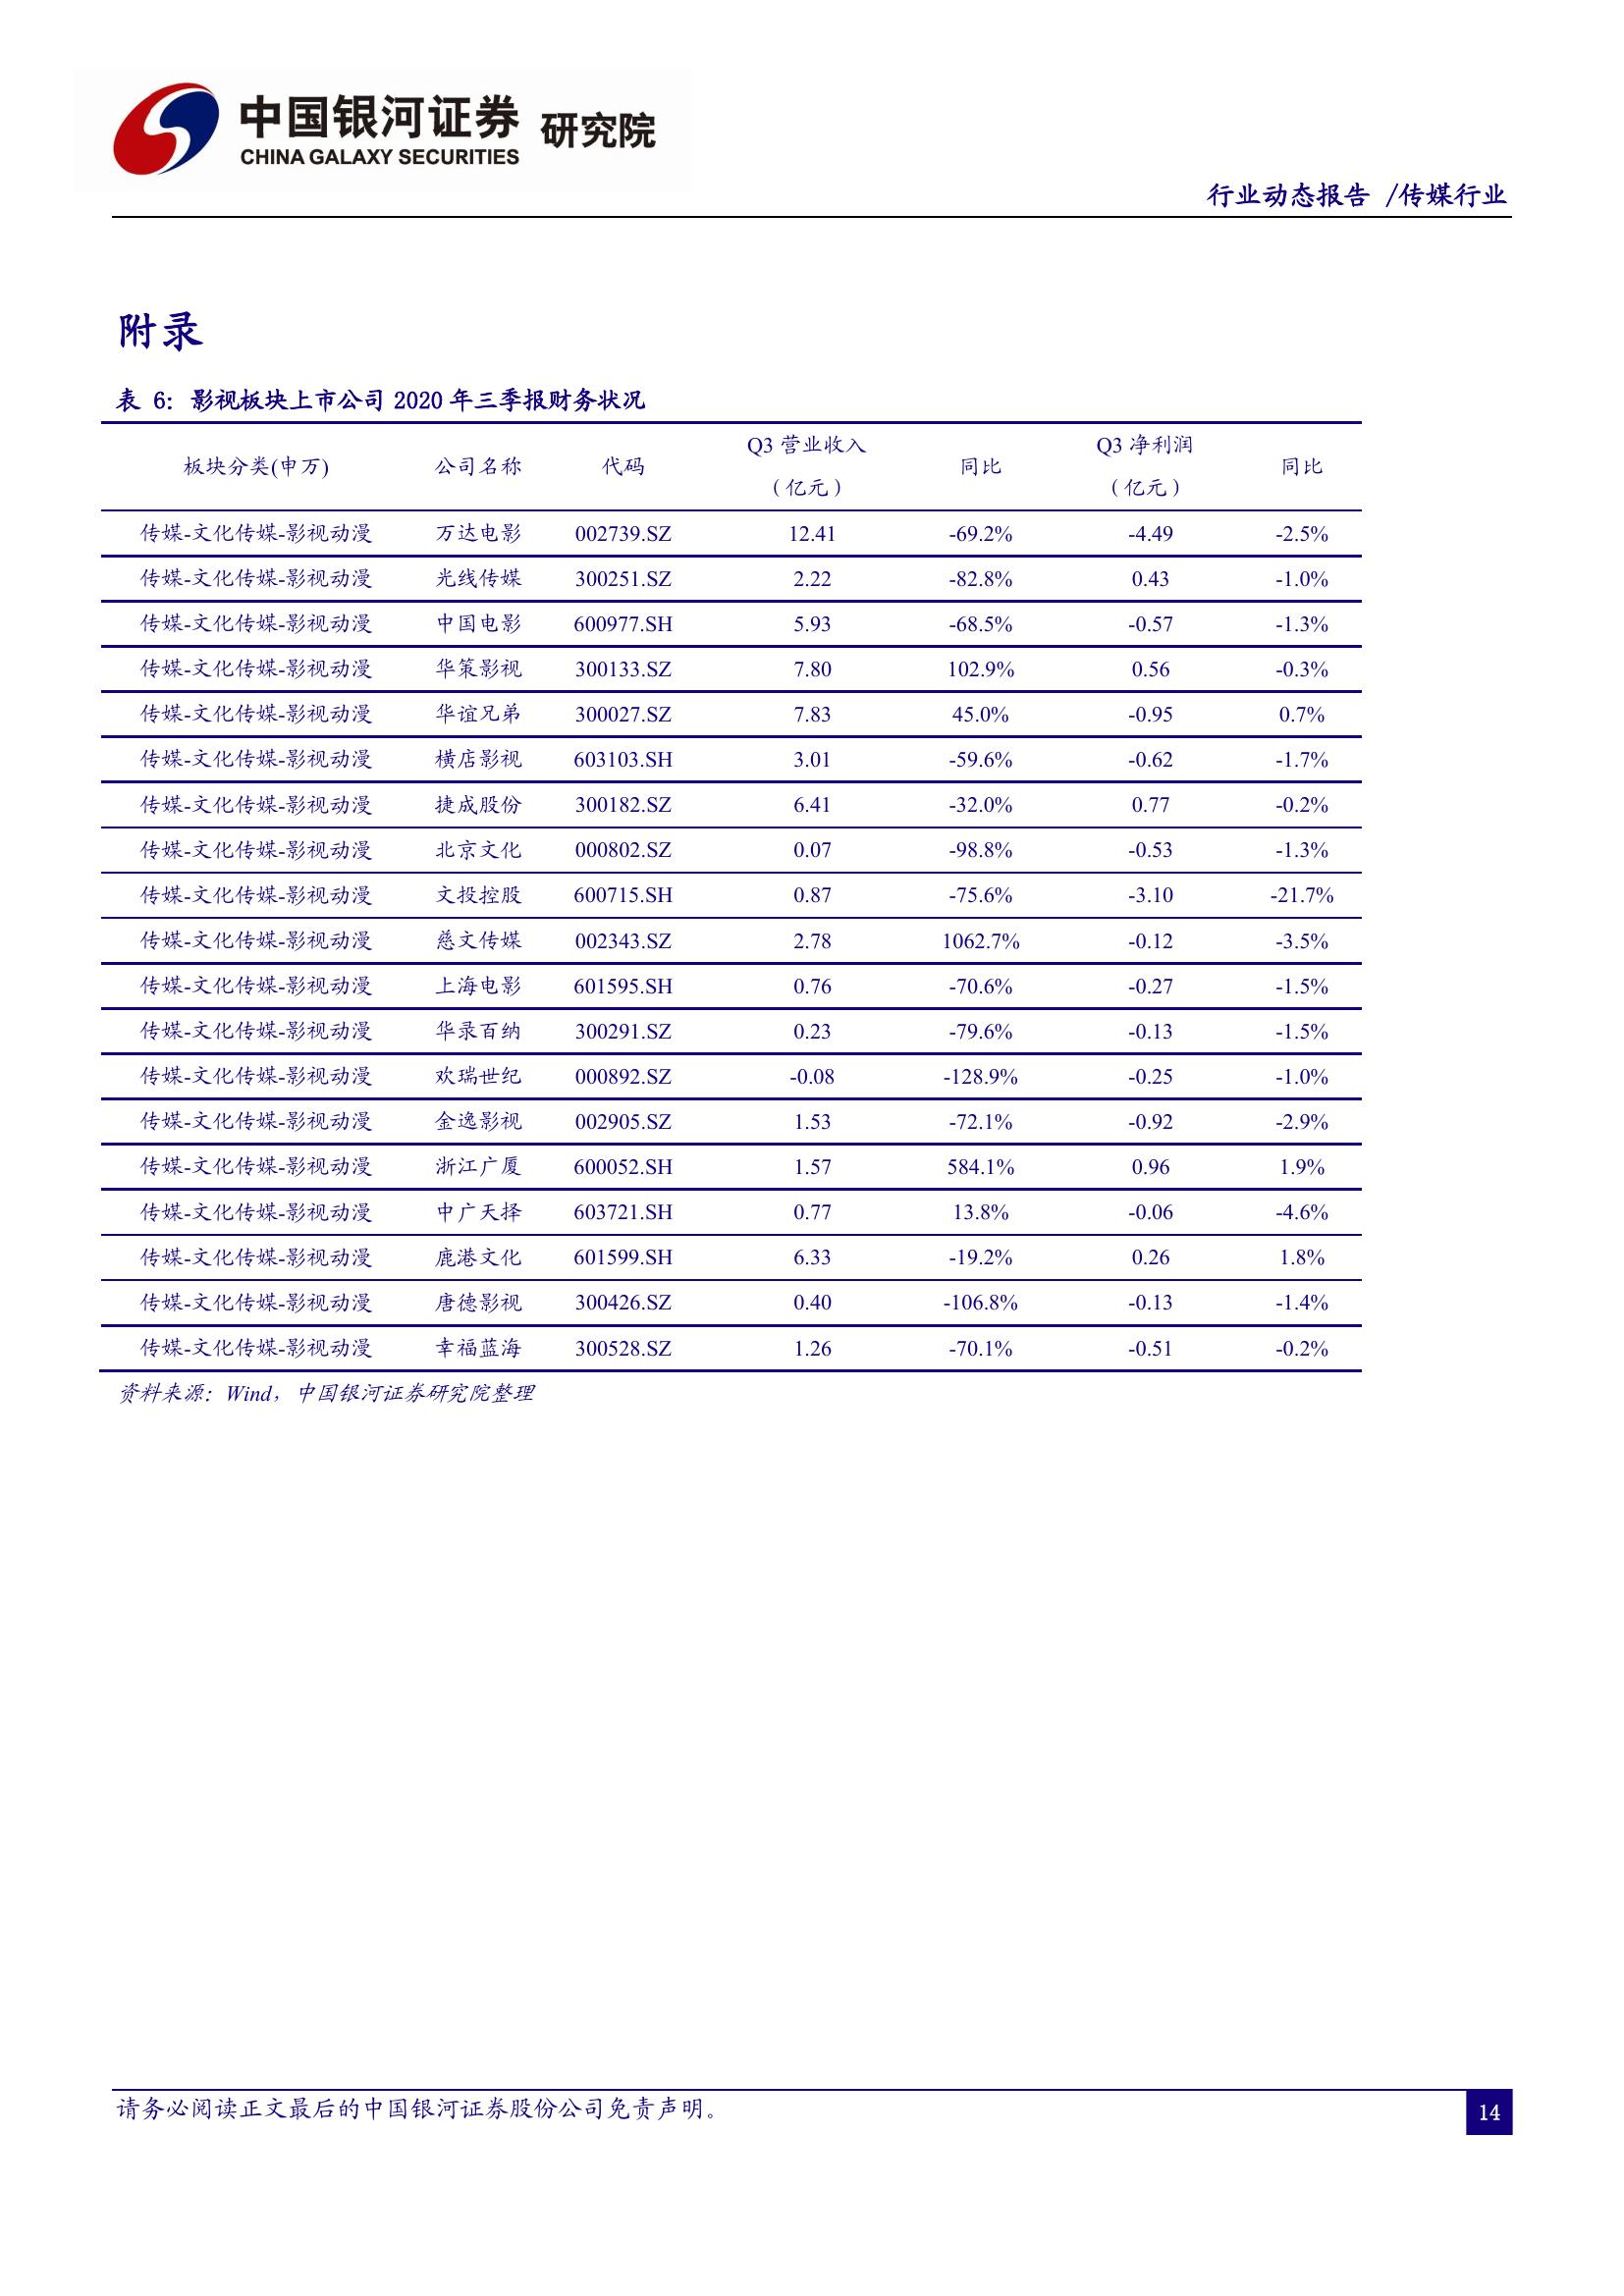 中国银河证券 研究院
CHINA GALAXY SECURITIES
行业动态报告 /传媒行业
附录
表 6：影视板块上市公司 2020 年三季报财务状况
板块分类(申万) 公司名称 代码 Q3 营业收入（亿元） 同比 Q3 净利润（亿元） 同比
传媒-文化传媒-影视动漫 万达电影 002739.SZ 12.41 -69.2% -4.49 -2.5%
传媒-文化传媒-影视动漫 光线传媒 300251.SZ 2.22 -82.8% 0.43 -1.0%
传媒-文化传媒-影视动漫 中国电影 600977.SH 5.93 -68.5% -0.57 -1.3%
传媒-文化传媒-影视动漫 华策影视 300133.SZ 7.80 102.9% 0.56 -0.3%
传媒-文化传媒-影视动漫 华谊兄弟 300027.SZ 7.83 45.0% -0.95 0.7%
传媒-文化传媒-影视动漫 横店影视 603103.SH 3.01 -59.6% -0.62 -1.7%
传媒-文化传媒-影视动漫 捷成股份 300182.SZ 6.41 -32.0% 0.77 -0.2%
传媒-文化传媒-影视动漫 北京文化 000802.SZ 0.07 -98.8% -0.53 -1.3%
传媒-文化传媒-影视动漫 文投控股 600715.SH 0.87 -75.6% -3.10 -21.7%
传媒-文化传媒-影视动漫 慈文传媒 002343.SZ 2.78 1062.7% -0.12 -3.5%
传媒-文化传媒-影视动漫 上海电影 601595.SH 0.76 -70.6% -0.27 -1.5%
传媒-文化传媒-影视动漫 华录百纳 300291.SZ 0.23 -79.6% -0.13 -1.5%
传媒-文化传媒-影视动漫 欢瑞世纪 000892.SZ -0.08 -128.9% -0.25 -1.0%
传媒-文化传媒-影视动漫 金逸影视 002905.SZ 1.53 -72.1% -0.92 -2.9%
传媒-文化传媒-影视动漫 浙江广厦 600052.SH 1.57 584.1% 0.96 1.9%
传媒-文化传媒-影视动漫 中广天择 603721.SH 0.77 13.8% -0.06 -4.6%
传媒-文化传媒-影视动漫 鹿港文化 601599.SH 6.33 -19.2% 0.26 1.8%
传媒-文化传媒-影视动漫 唐德影视 300426.SZ 0.40 -106.8% -0.13 -1.4%
传媒-文化传媒-影视动漫 幸福蓝海 300528.SZ 1.26 -70.1% -0.51 -0.2%
资料来源：Wind，中国银河证券研究院整理
请务必阅读正文最后的中国银河证券股份公司免责声明。
14